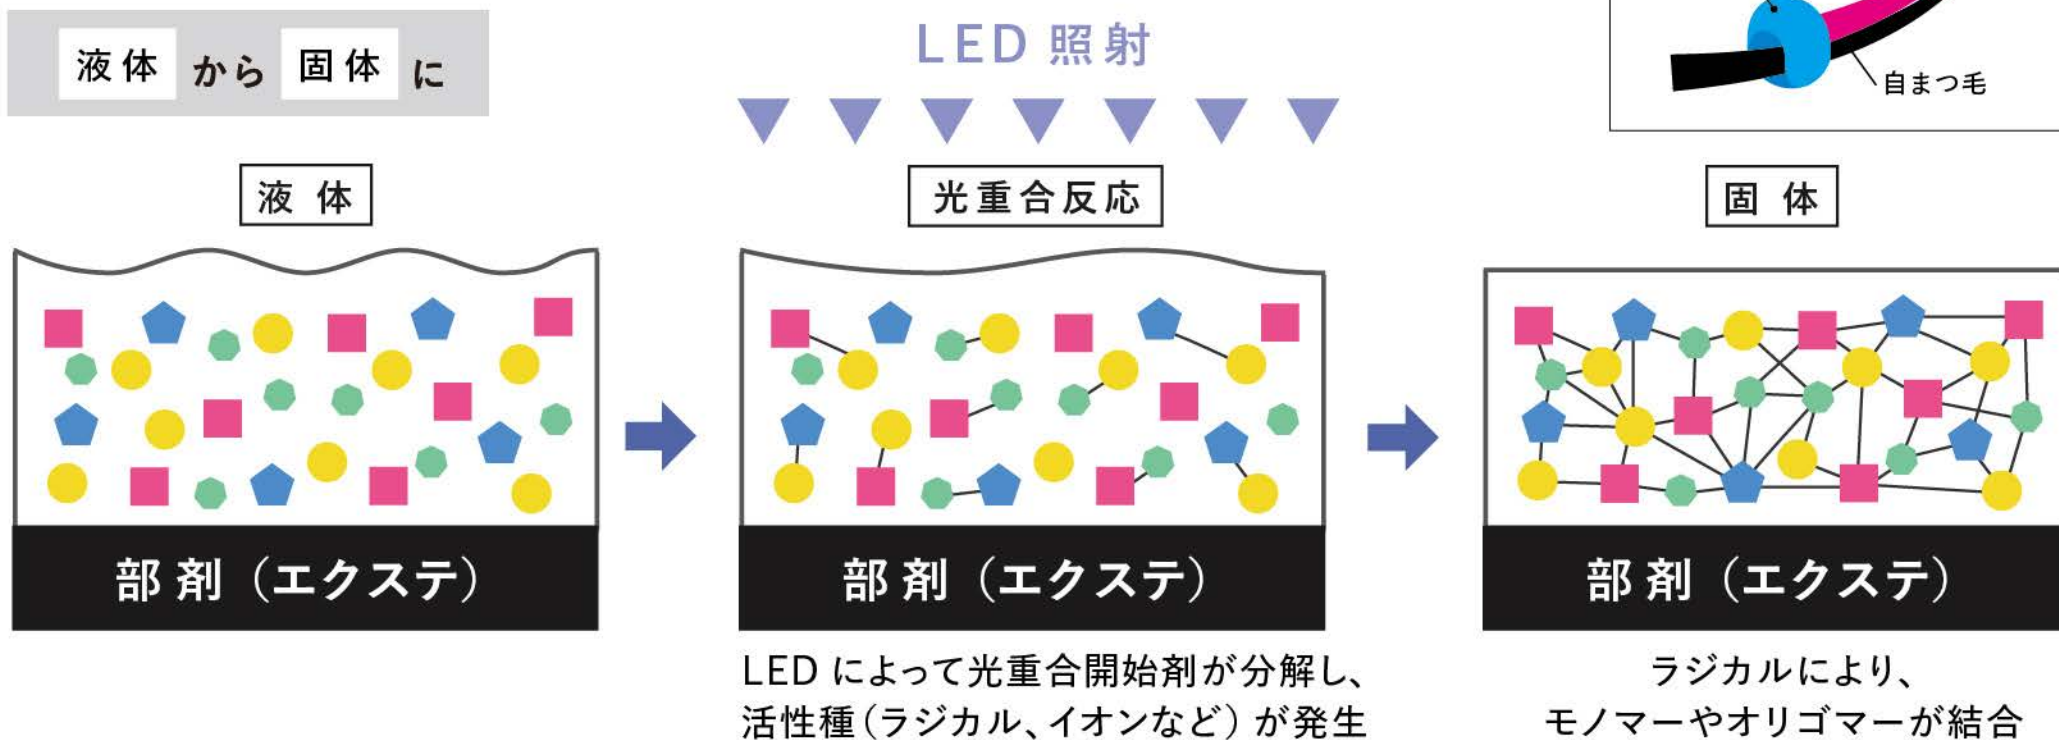 液体 から 固体 に
LED 照射
自まつ毛
液 体
光重合反応
固 体
部 剤（エクステ）
部 剤（エクステ）
部 剤（エクステ）
LED によって光重合開始剤が分解し、
活性種（ラジカル、イオンなど）が発生
ラジカルにより、
モノマーやオリゴマーが結合